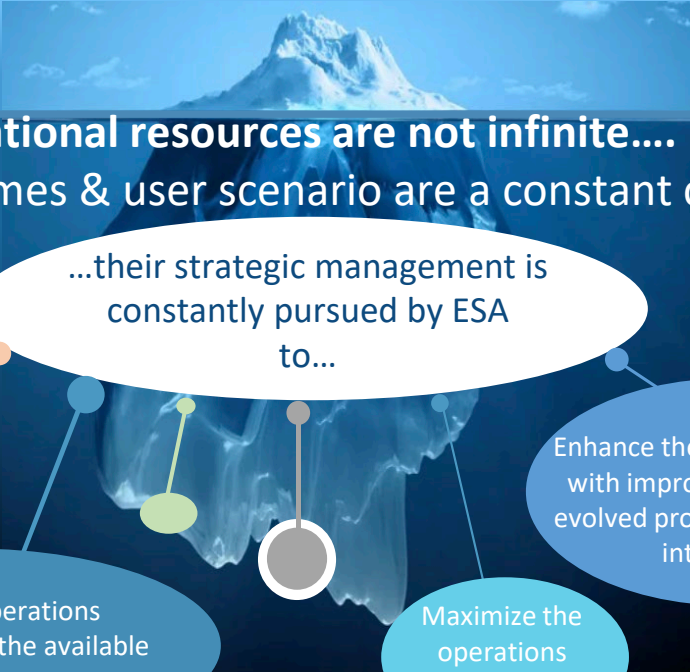 tional resources are not infinite....
mes & user scenario are a constant
…their strategic management is
constantly pursued by ESA
to…
Enhance the
with impro
evolved pro
int
perations
the available
Maximize the
operations